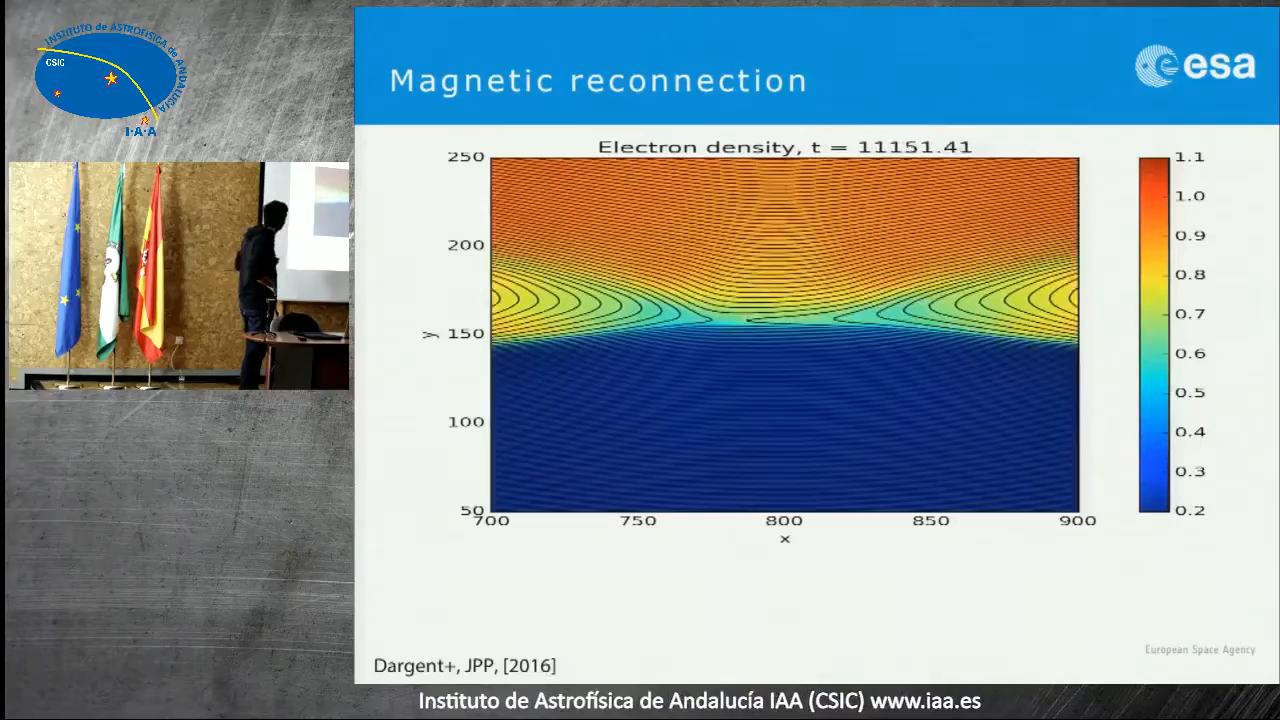 INSTITUTO de ASTROFÍSICA de ANDALUCÍA
CSIC
I·A·A
Magnetic reconnection
esa
Electron density, t = 11151.41
250
200
150
100
50
y
700
750
800
850
900
x
1.1
1.0
0.9
0.8
0.7
0.6
0.5
0.4
0.3
0.2
European Space Agency
Dargent+, JPP, [2016]
Instituto de Astrofísica de Andalucía IAA (CSIC) www.iaa.es